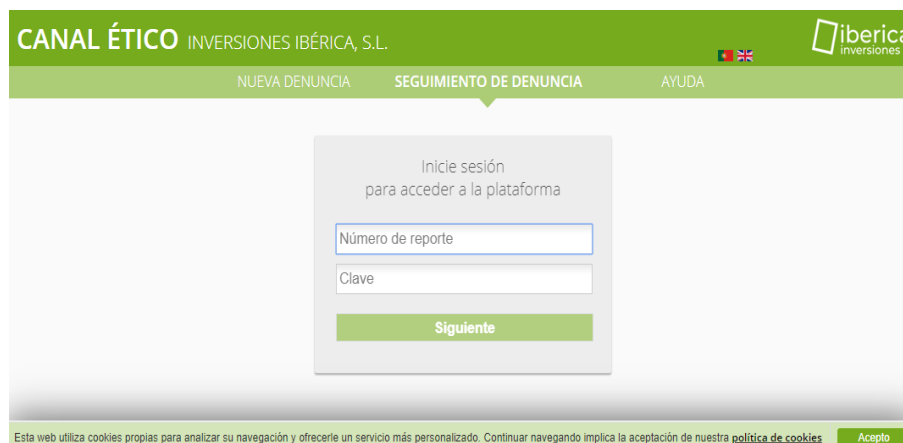 CANAL ÉTICO INVERSIONES IBÉRICA, S.L.
iberica
inversiones
NUEVA DENUNCIA SEGUIMIENTO DE DENUNCIA AYUDA
Inicie sesión
para acceder a la plataforma
Número de reporte
Clave
Siguiente
Esta web utiliza cookies propias para analizar su navegación y ofrecerle un servicio más personalizado. Continuar navegando implica la aceptación de nuestra política de cookies Acepto